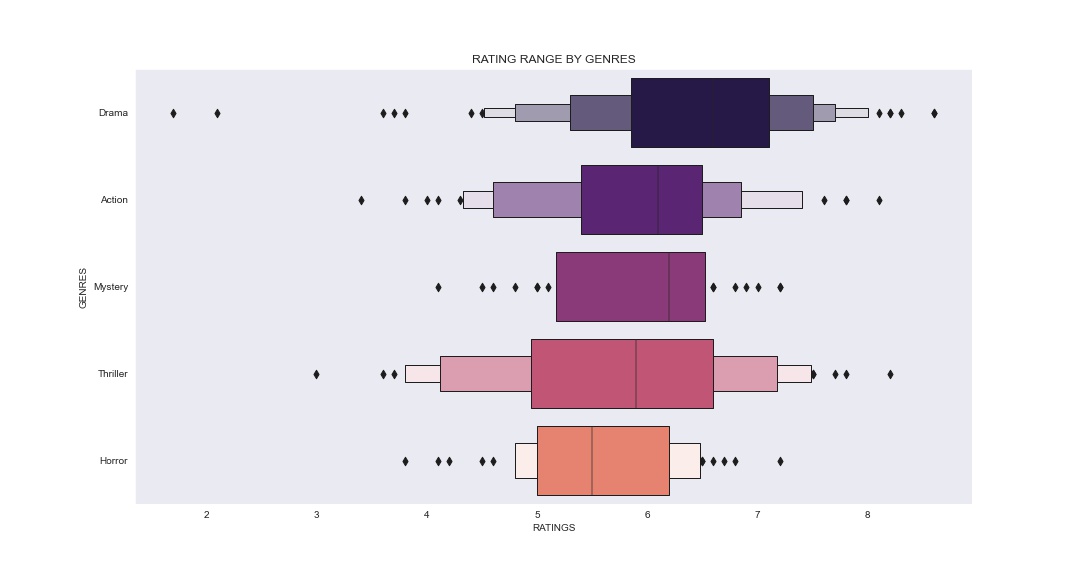 RATING RANGE BY GENRES
Drama
Action
Mystery
Thriller
Horror
GENRES
2 3 4 5 6 7 8
RATINGS